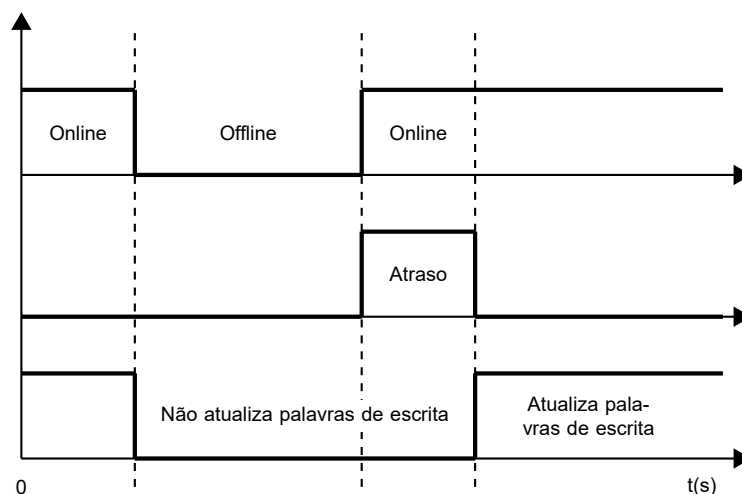 Online
Offline
Online
Atraso
Não atualiza palavras de escrita
Atualiza pala-
vras de escrita
0
t(s)